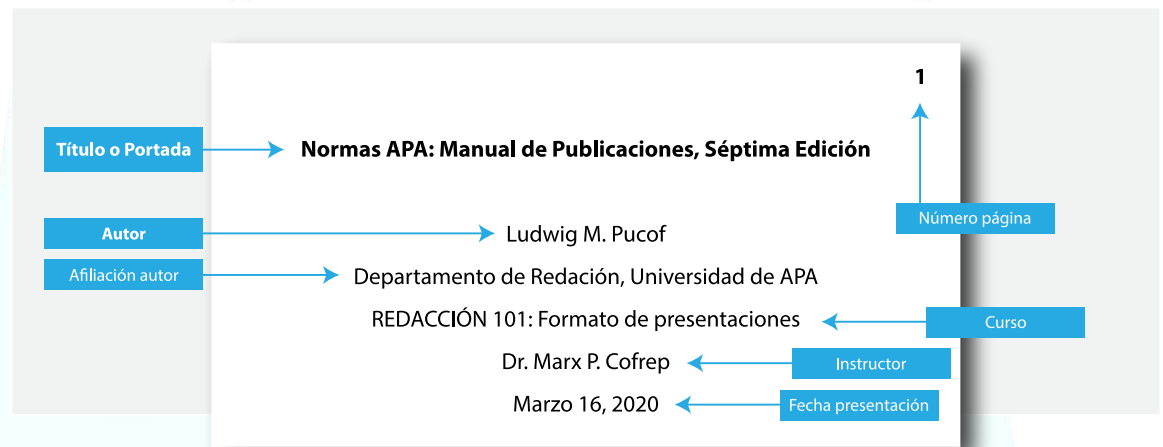 1
Título o Portada
Normas APA: Manual de Publicaciones, Séptima Edición
Número página
Autor
Ludwig M. Pucof
Afiliación autor
Departamento de Redación, Universidad de APA
REDACCIÓN 101: Formato de presentaciones
Curso
Dr. Marx P. Cofrep
Instructor
Marzo 16, 2020
Fecha presentación